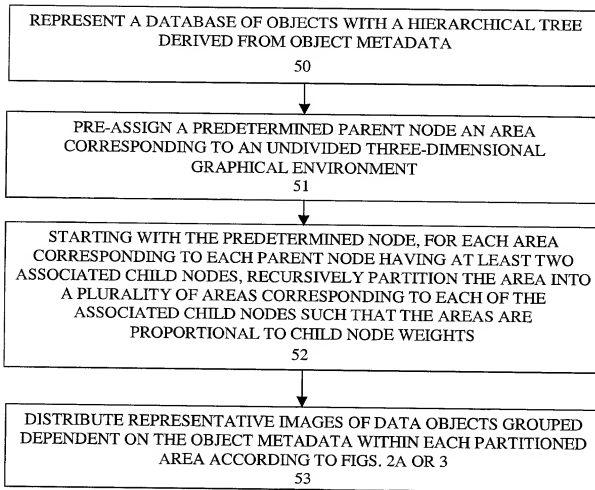 REPRESENT A DATABASE OF OBJECTS WITH A HIERARCHICAL TREE
DERIVED FROM OBJECT METADATA
50
PRE-ASSIGN A PREDETERMINED PARENT NODE AN AREA
CORRESPONDING TO AN UNDIVIDED THREE-DIMENSIONAL
GRAPHICAL ENVIRONMENT
51
STARTING WITH THE PREDETERMINED NODE, FOR EACH AREA
CORRESPONDING TO EACH PARENT NODE HAVING AT LEAST TWO
ASSOCIATED CHILD NODES, RECURSIVELY PARTITION THE AREA INTO
A PLURALITY OF AREAS CORRESPONDING TO EACH OF THE
ASSOCIATED CHILD NODES SUCH THAT THE AREAS ARE
PROPORTIONAL TO CHILD NODE WEIGHTS
52
DISTRIBUTE REPRESENTATIVE IMAGES OF DATA OBJECTS GROUPED
DEPENDENT ON THE OBJECT METADATA WITHIN EACH PARTITIONED
AREA ACCORDING TO FIGS. 2A OR 3
53